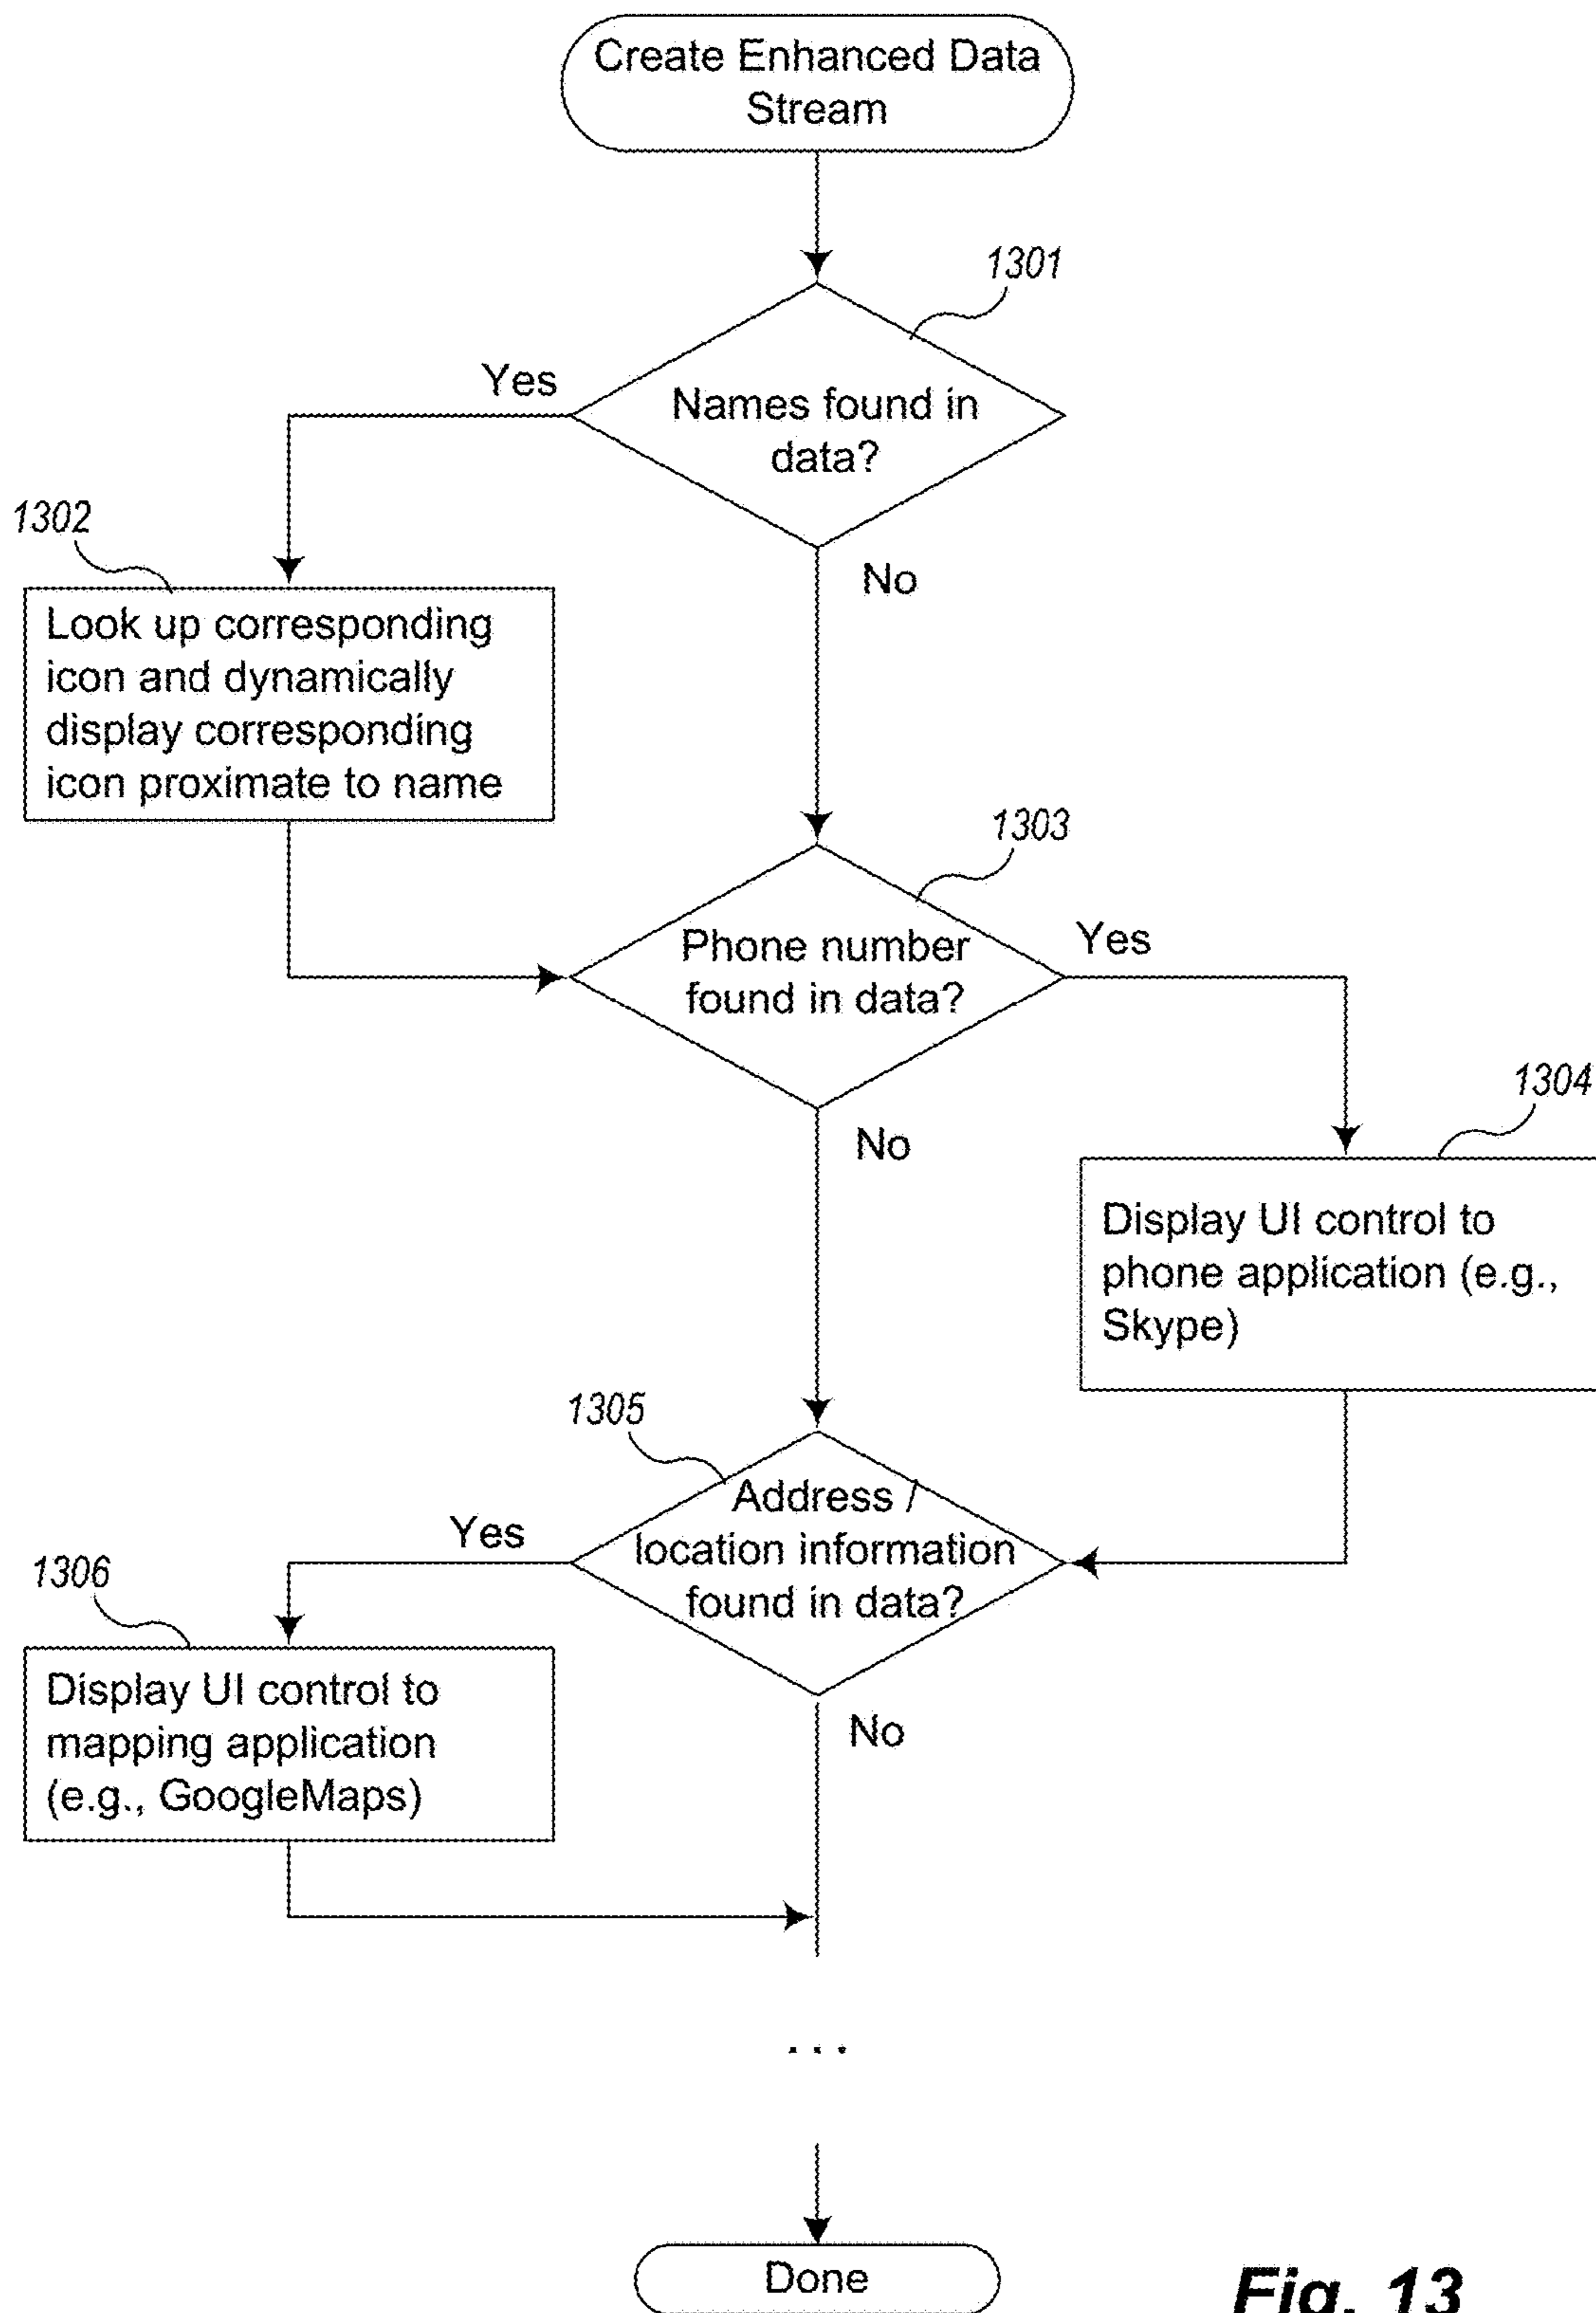 Create Enhanced Data
Stream
1301
Yes
Names found in
data?
1302
No
Look up corresponding
icon and dynamically
display corresponding
icon proximate to name
1303
Phone number
found in data?
Yes
1304
No
Display UI control to
phone application (e.g.,
Skype)
1305
Address /
location information
found in data?
Yes
1306
Display UI control to
mapping application
(e.g., GoogleMaps)
No
...
Done
Fig. 13